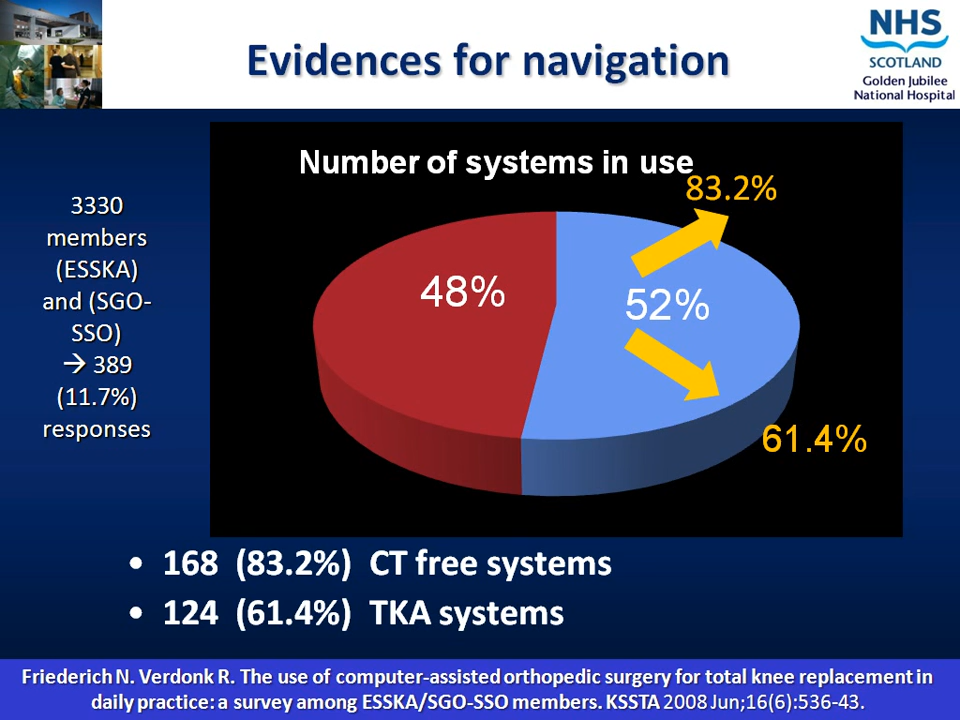 Evidences for navigation
NHS
SCOTLAND
Golden Jubilee
National Hospital
3330
members
(ESSKA)
and (SGO-
SSO)
→ 389
(11.7%)
responses
Number of systems in use
83.2%
48%
52%
61.4%
• 168 (83.2%) CT free systems
• 124 (61.4%) TKA systems
Friederich N. Verdonk R. The use of computer-assisted orthopedic surgery for total knee replacement in
daily practice: a survey among ESSKA/SGO-SSO members. KSSTA 2008 Jun;16(6):536-43.